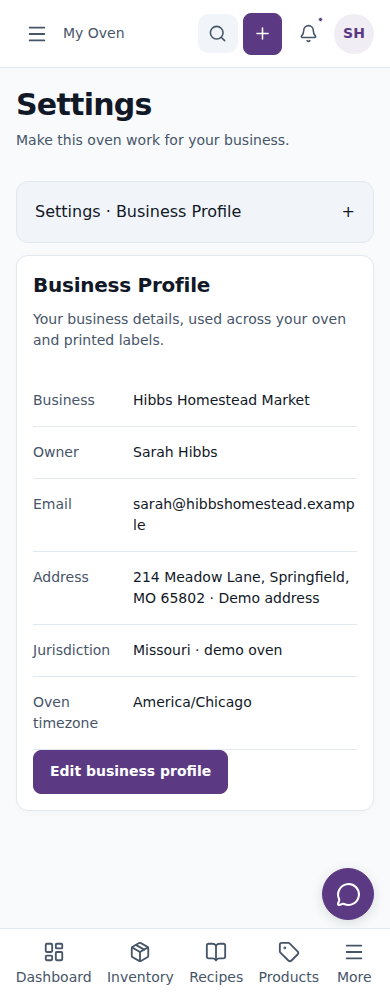 My Oven
SH
Settings
Make this oven work for your business.
Settings · Business Profile +
Business Profile
Your business details, used across your oven
and printed labels.
Business Hibbs Homestead Market
Owner Sarah Hibbs
Email sarah@hibbshomestead.examp
le
Address 214 Meadow Lane, Springfield,
MO 65802 · Demo address
Jurisdiction Missouri · demo oven
Oven America/Chicago
timezone
Edit business profile
Dashboard Inventory Recipes Products More